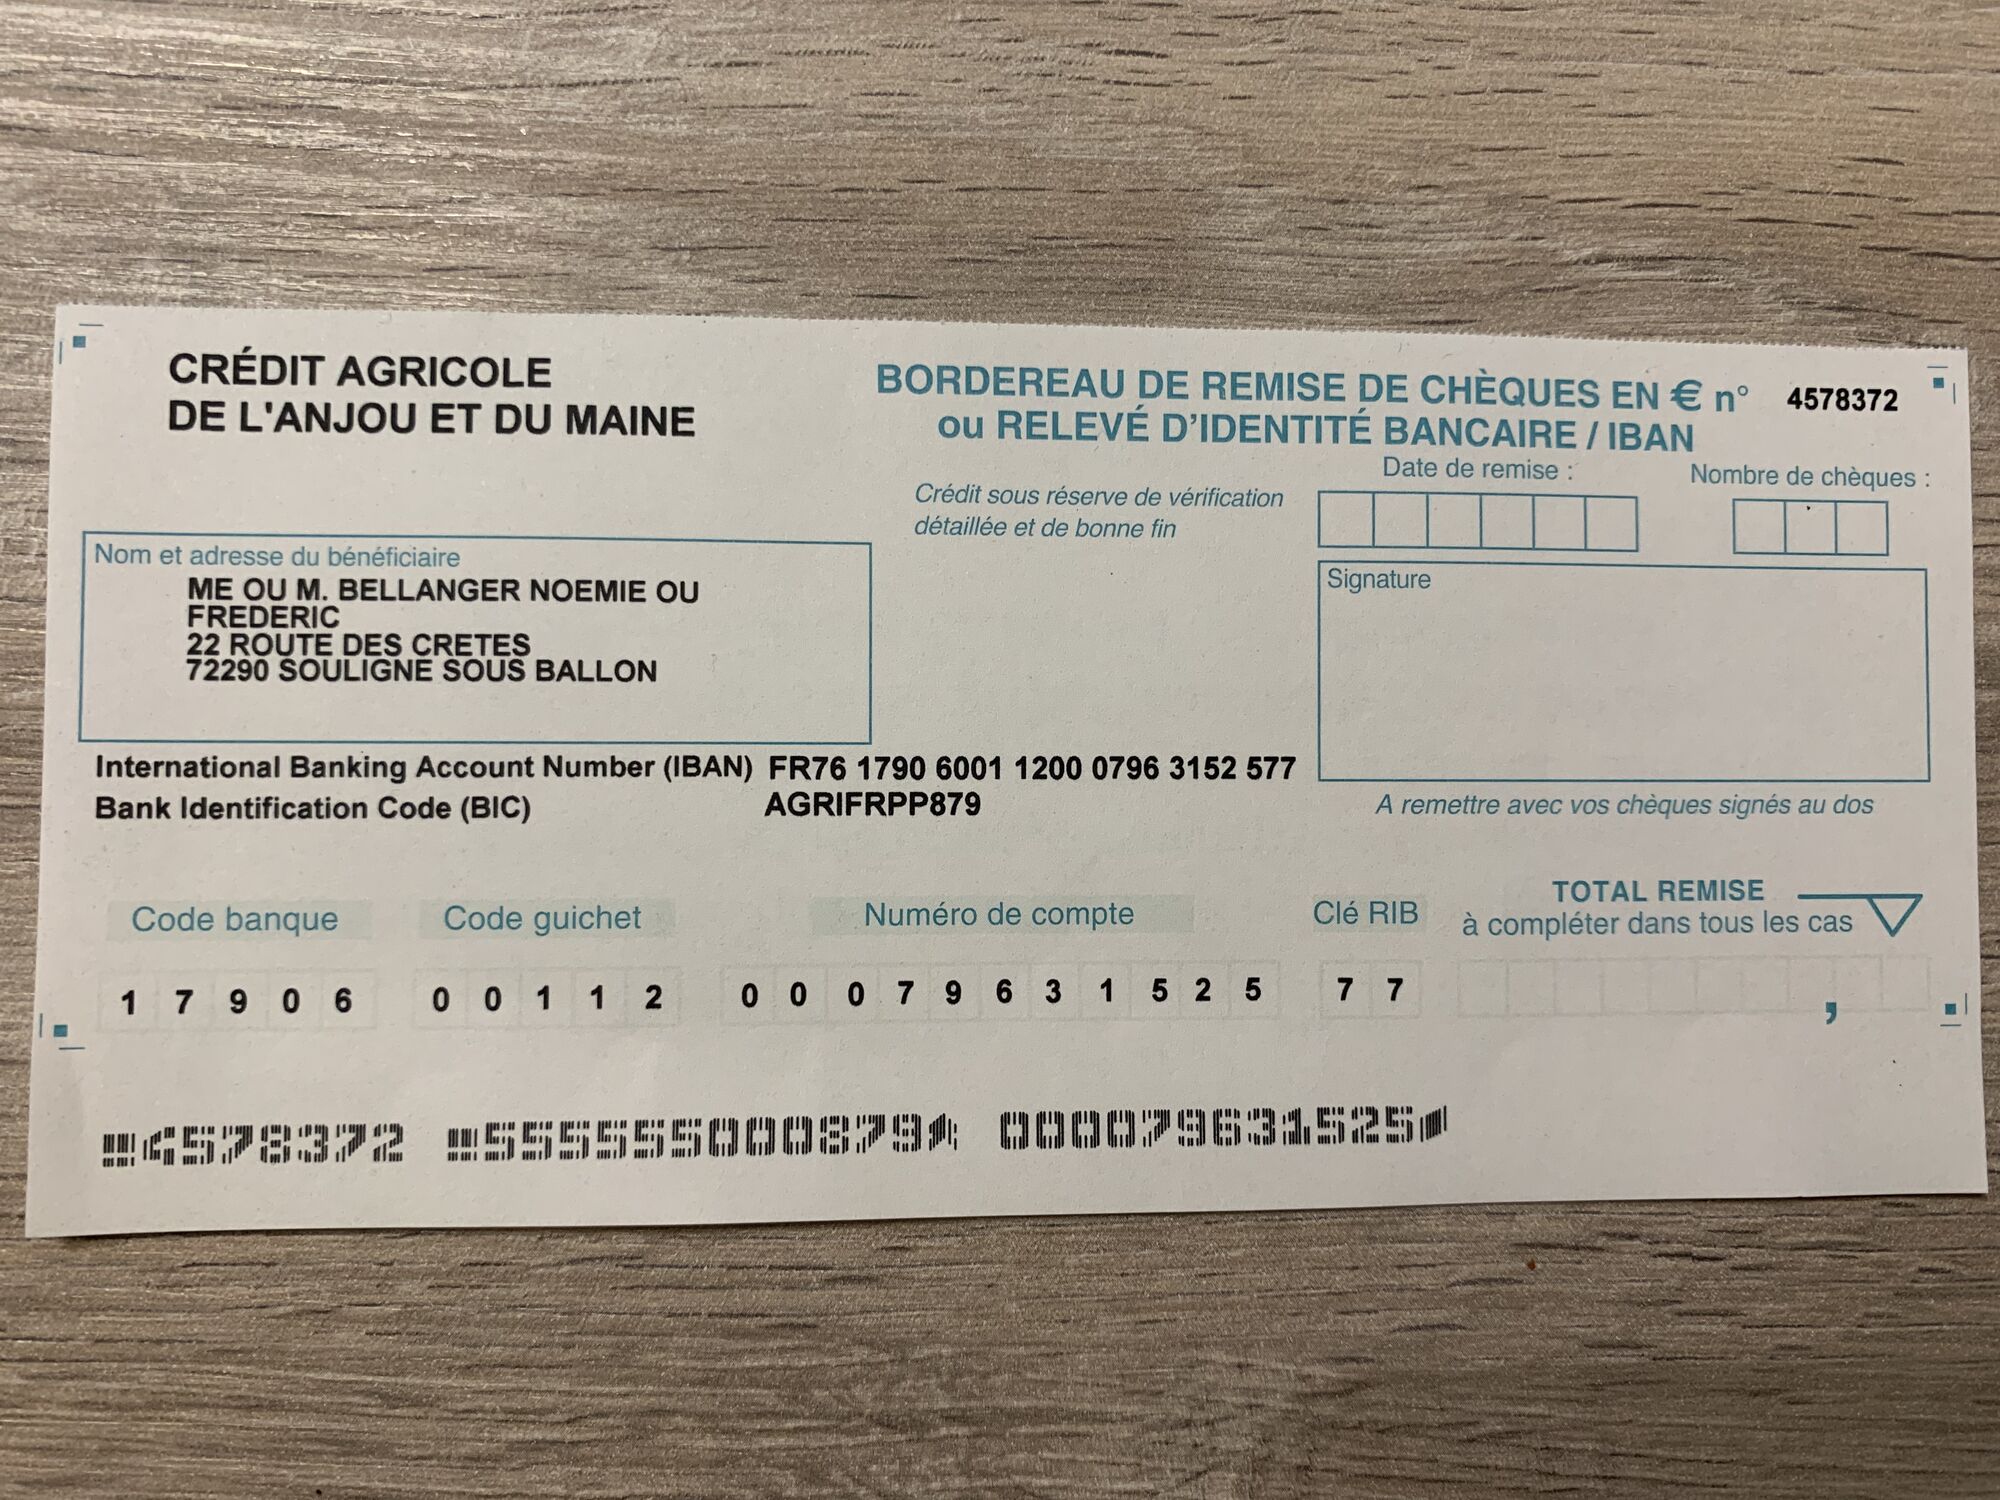 CRÉDIT AGRICOLE
DE L'ANJOU ET DU MAINE
BORDEREAU DE REMISE DE CHÈQUES EN € n° 4578372
ou RELEVÉ D'IDENTITÉ BANCAIRE / IBAN
Date de remise :
Nombre de chèques :
Crédit sous réserve de vérification
détaillée et de bonne fin
Nom et adresse du bénéficiaire
ME OU M. BELLANGER NOEMIE OU
FREDERIC
22 ROUTE DES CRETES
72290 SOULIGNE SOUS BALLON
Signature
International Banking Account Number (IBAN) FR76 1790 6001 1200 0796 3152 577
Bank Identification Code (BIC) AGRIFRPP879
A remettre avec vos chèques signés au dos
Code banque
Code guichet
Numéro de compte
Clé RIB
TOTAL REMISE
à compléter dans tous les cas
1 7 9 0 6 0 0 1 1 2 0 0 0 7 9 6 3 1 5 2 5 7 7 ,
4578372 555555000879 000079631525